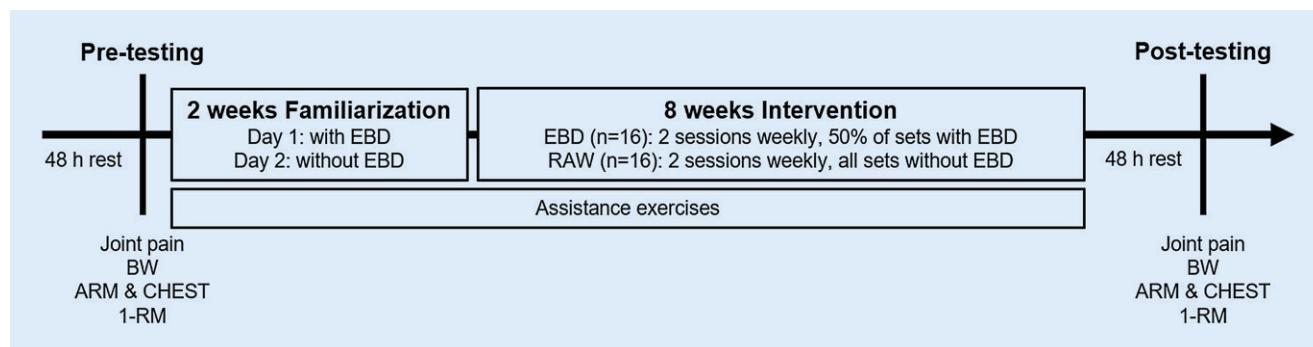 Pre-testing
Post-testing
2 weeks Familiarization
Day 1: with EBD
Day 2: without EBD
8 weeks Intervention
EBD (n=16): 2 sessions weekly, 50% of sets with EBD
RAW (n=16): 2 sessions weekly, all sets without EBD
48 h rest
48 h rest
Assistance exercises
Joint pain
BW
ARM & CHEST
1-RM
Joint pain
BW
ARM & CHEST
1-RM